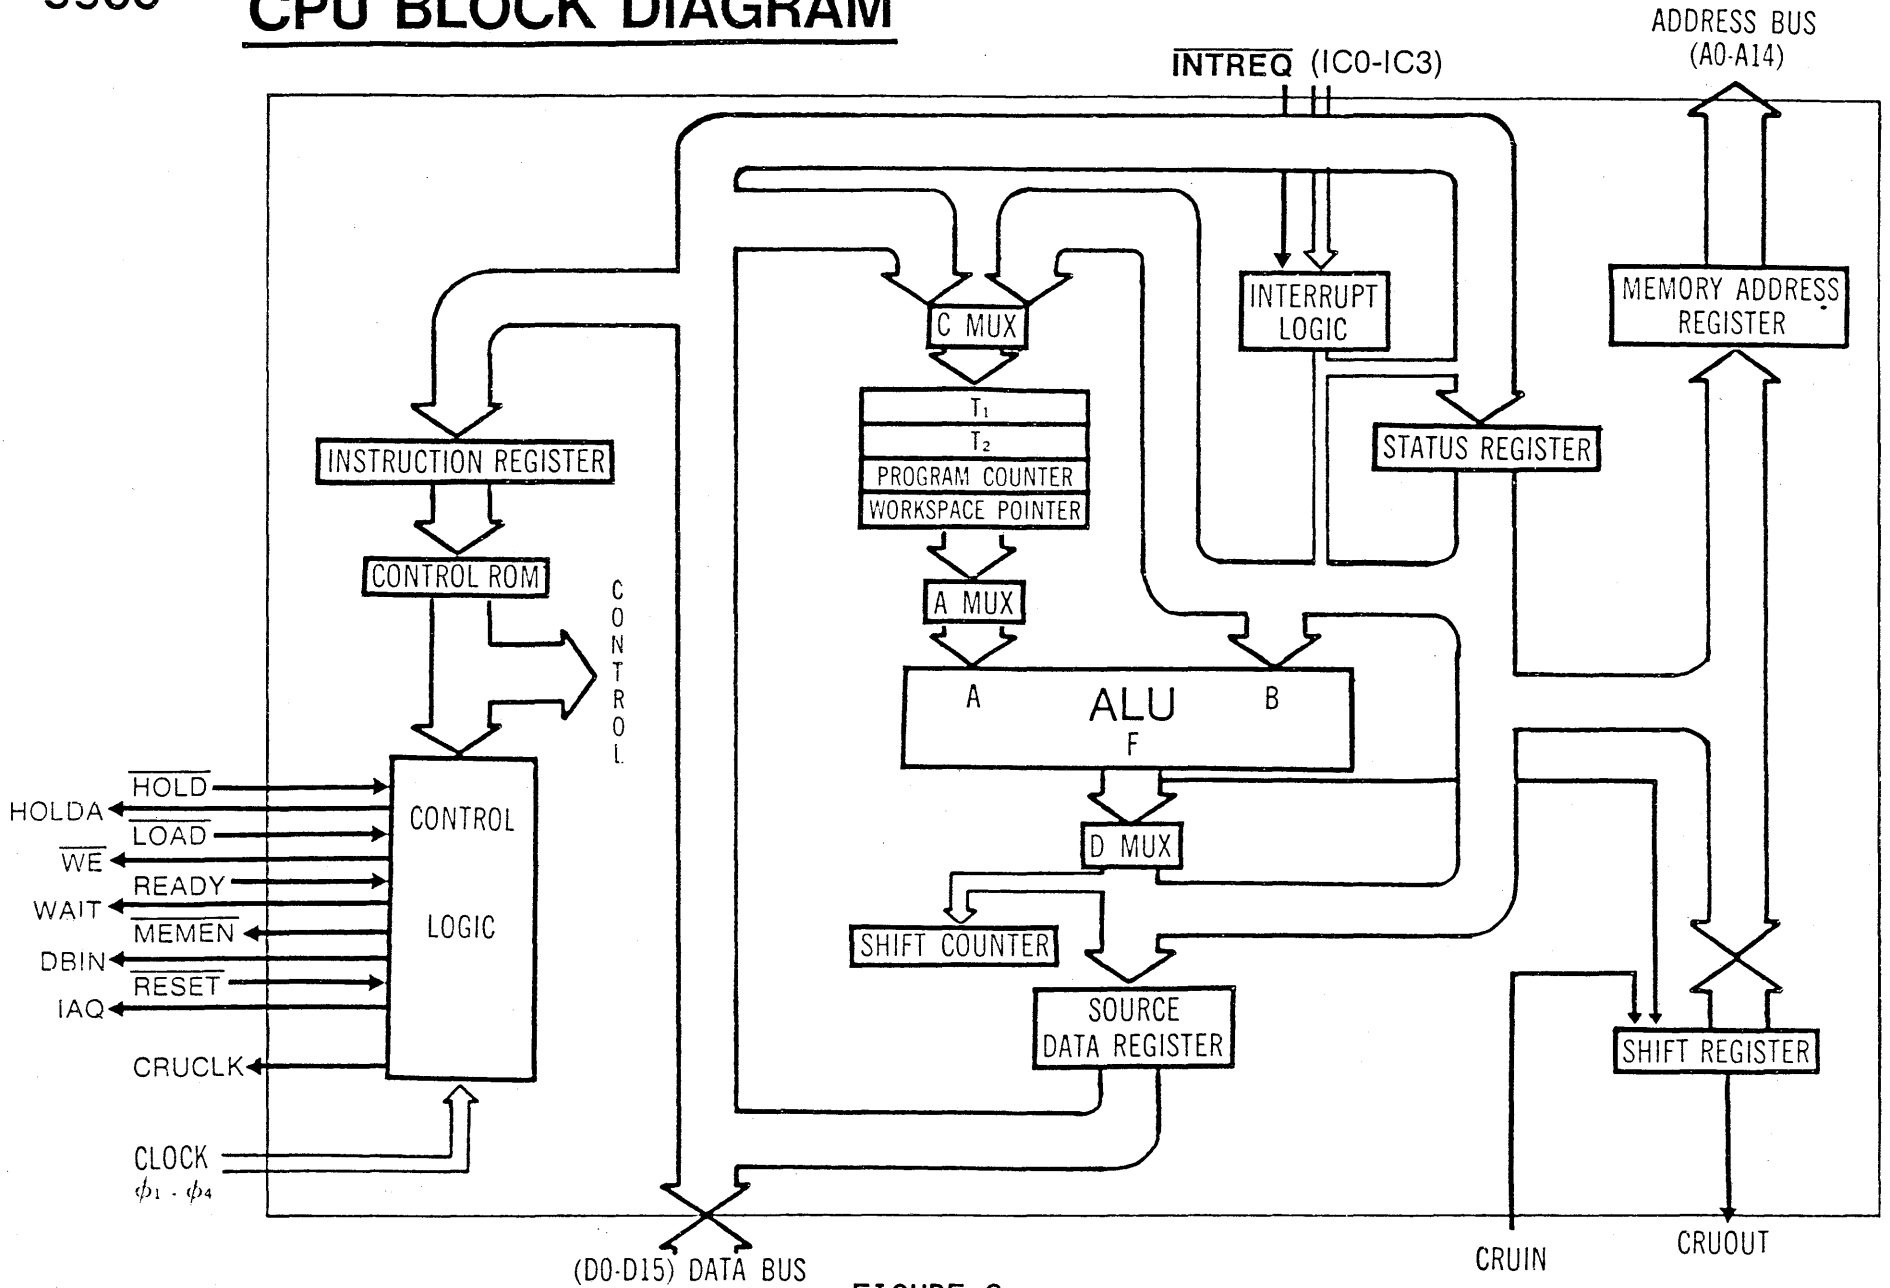 9900 CPU BLOCK DIAGRAM
ADDRESS BUS
(A0-A14)
INTREQ (IC0-IC3)
C MUX
INTERRUPT
LOGIC
MEMORY ADDRESS
REGISTER
T1
T2
PROGRAM COUNTER
WORKSPACE POINTER
INSTRUCTION REGISTER
STATUS REGISTER
CONTROL ROM
CONTROL
A MUX
A
ALU
B
F
D MUX
SHIFT COUNTER
SOURCE
DATA REGISTER
SHIFT REGISTER
HOLD
HOLDA
LOAD
WE
READY
WAIT
MEMEN
DBIN
RESET
IAQ
CRUCLK
CONTROL
LOGIC
CLOCK
ϕ1 - ϕ4
(D0-D15) DATA BUS
CRUIN
CRUOUT